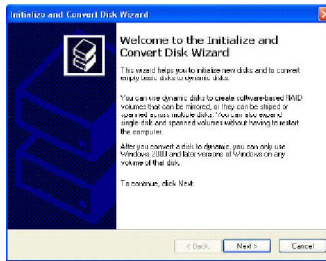 Initialize and Convert Disk Wizard
Welcome to the Initialize and
Convert Disk Wizard
This wizard helps you to initialize new disks and to convert
empty basic disks to dynamic disks.
You can use dynamic disks to create software-based RAID
volumes that can be mirrored, or they can be striped or
spanned across multiple disks. You can also expand
single disk and spanned volumes without having to restart
the computer.
After you convert a disk to dynamic, you can only use
Windows 2000 and later versions of Windows on any
volume of that disk.
To continue, click Next.
< Back
Next >
Cancel